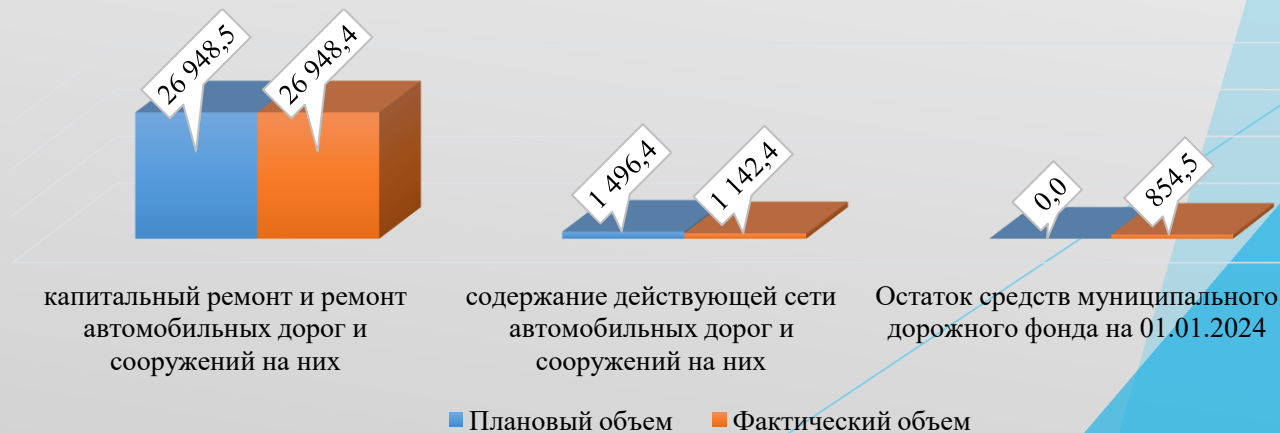 26 948,5
26 948,4
1 496,4
1 142,4
0,0
854,5
капитальный ремонт и ремонт
автомобильных дорог и
сооружений на них
содержание действующей сети
автомобильных дорог и
сооружений на них
Остаток средств муниципального
дорожного фонда на 01.01.2024
Плановый объем
Фактический объем